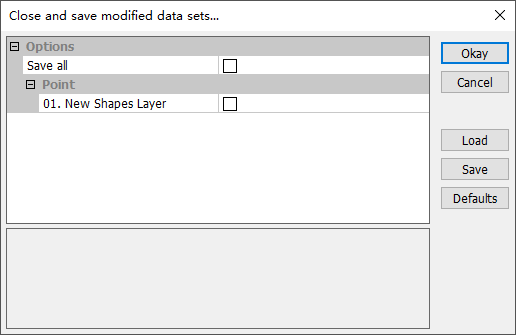 Close and save modified data sets...
Options
Save all
Point
01. New Shapes Layer
Okay
Cancel
Load
Save
Defaults